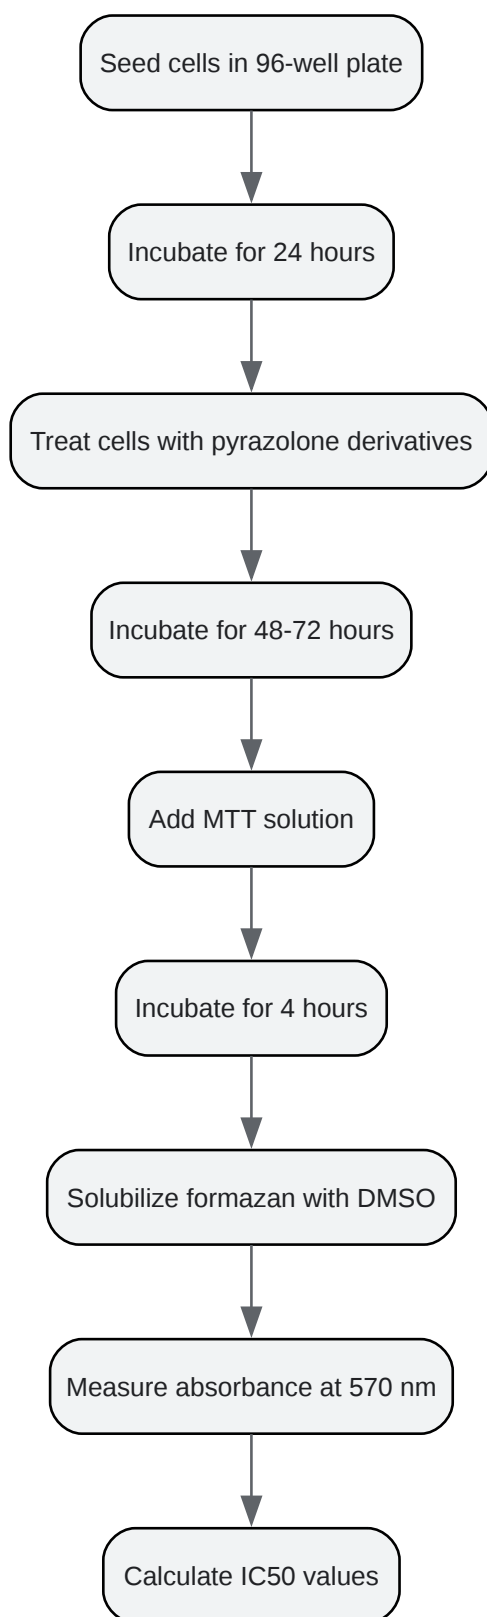 Seed cells in 96-well plate
Incubate for 24 hours
Treat cells with pyrazolone derivatives
Incubate for 48-72 hours
Add MTT solution
Incubate for 4 hours
Solubilize formazan with DMSO
Measure absorbance at 570 nm
Calculate IC50 values